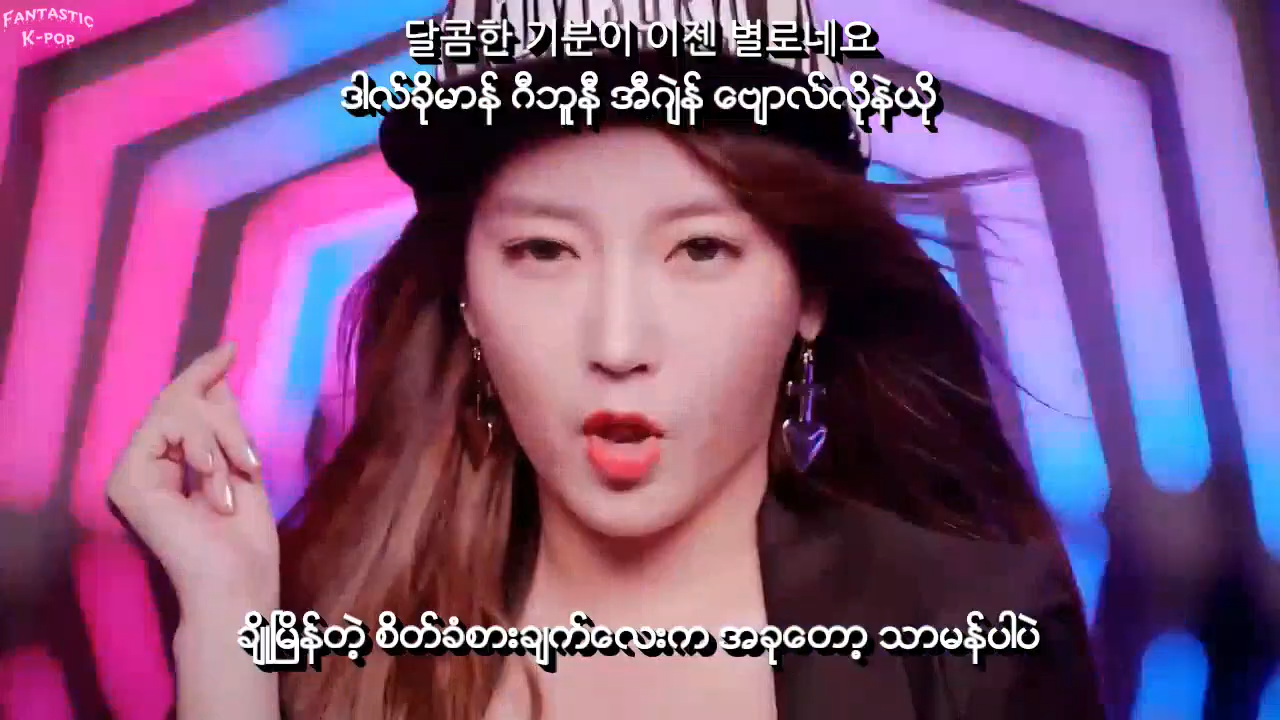 FANTASTIC
K-POP
달콤한 기분이 이젠 별로네요
ဒါလ်ခိုမာန် ဂီဘူနီ အီဂျဲန် ဗျောလ်လိုနဲယို
ချိုမြိန်တဲ့ စိတ်ခံစားချက်လေးက အခုတော့ သာမန်ပါပဲ